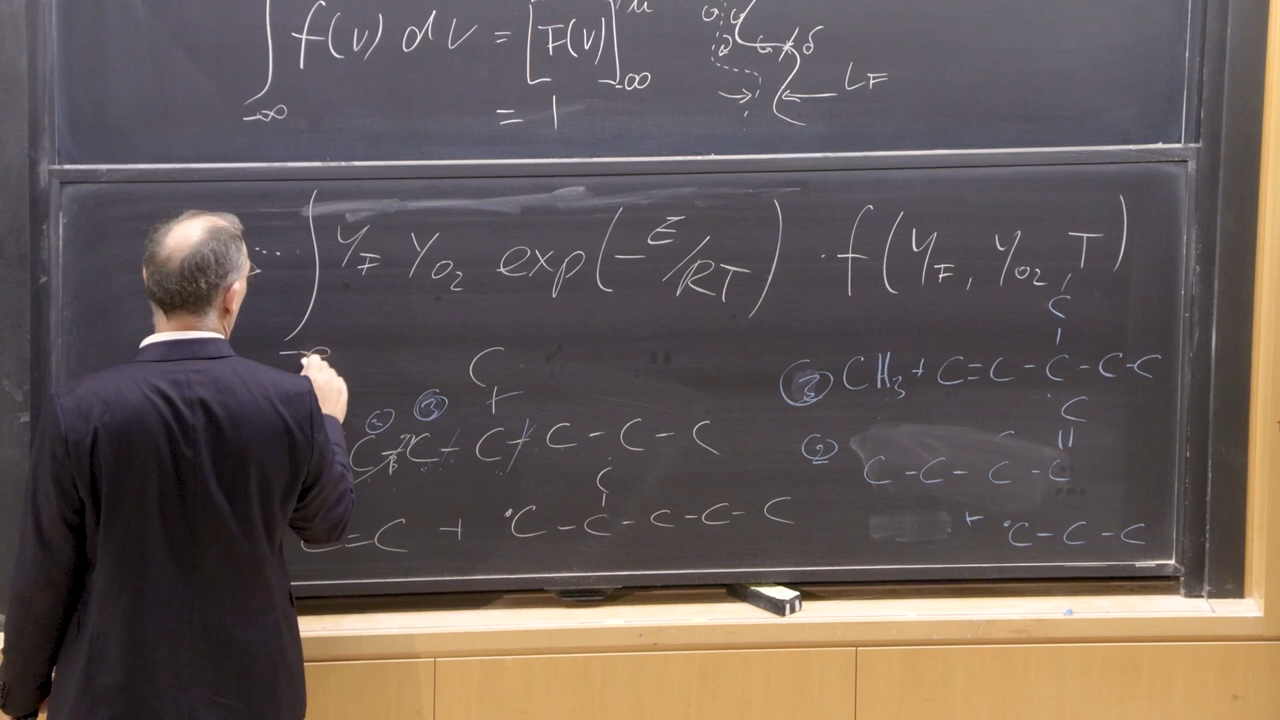 ∫ f(v) dv = [F(v)]
-∞ -∞
= 1
δ
LF
... ∫ Y_F Y_O2 exp(-E/RT) · f(Y_F, Y_O2, T)
-∞
C
C
③ CH3 + C=C-C-C-C
② ③
C-C-C-C-C-C
C
②
C-C-C-C
C
C=C + •C-C-C-C-C
+ •C-C-C